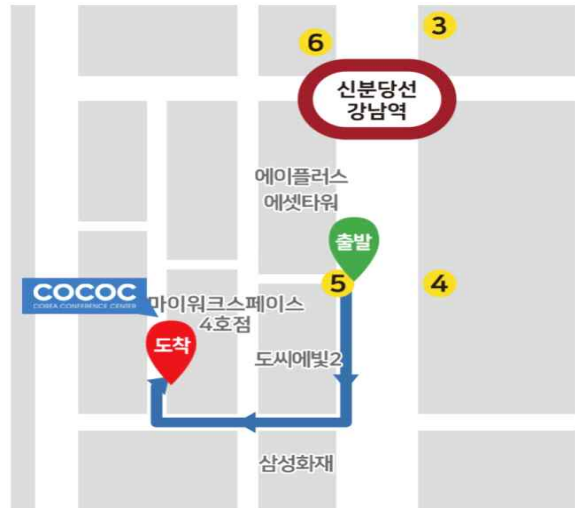 6
3
신분당선
강남역
에이플러스
에셋타워
출발
5
4
COCOC
COREA CONFERENCE CENTER
마이워크스페이스
4호점
도착
도씨에빛2
삼성화재